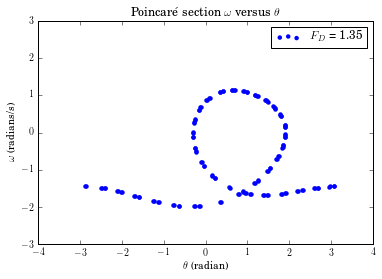 Poincaré section ω versus θ
F_D = 1.35
ω (radians/s)
3
2
1
0
−1
−2
−3
−4 −3 −2 −1 0 1 2 3 4
θ (radian)